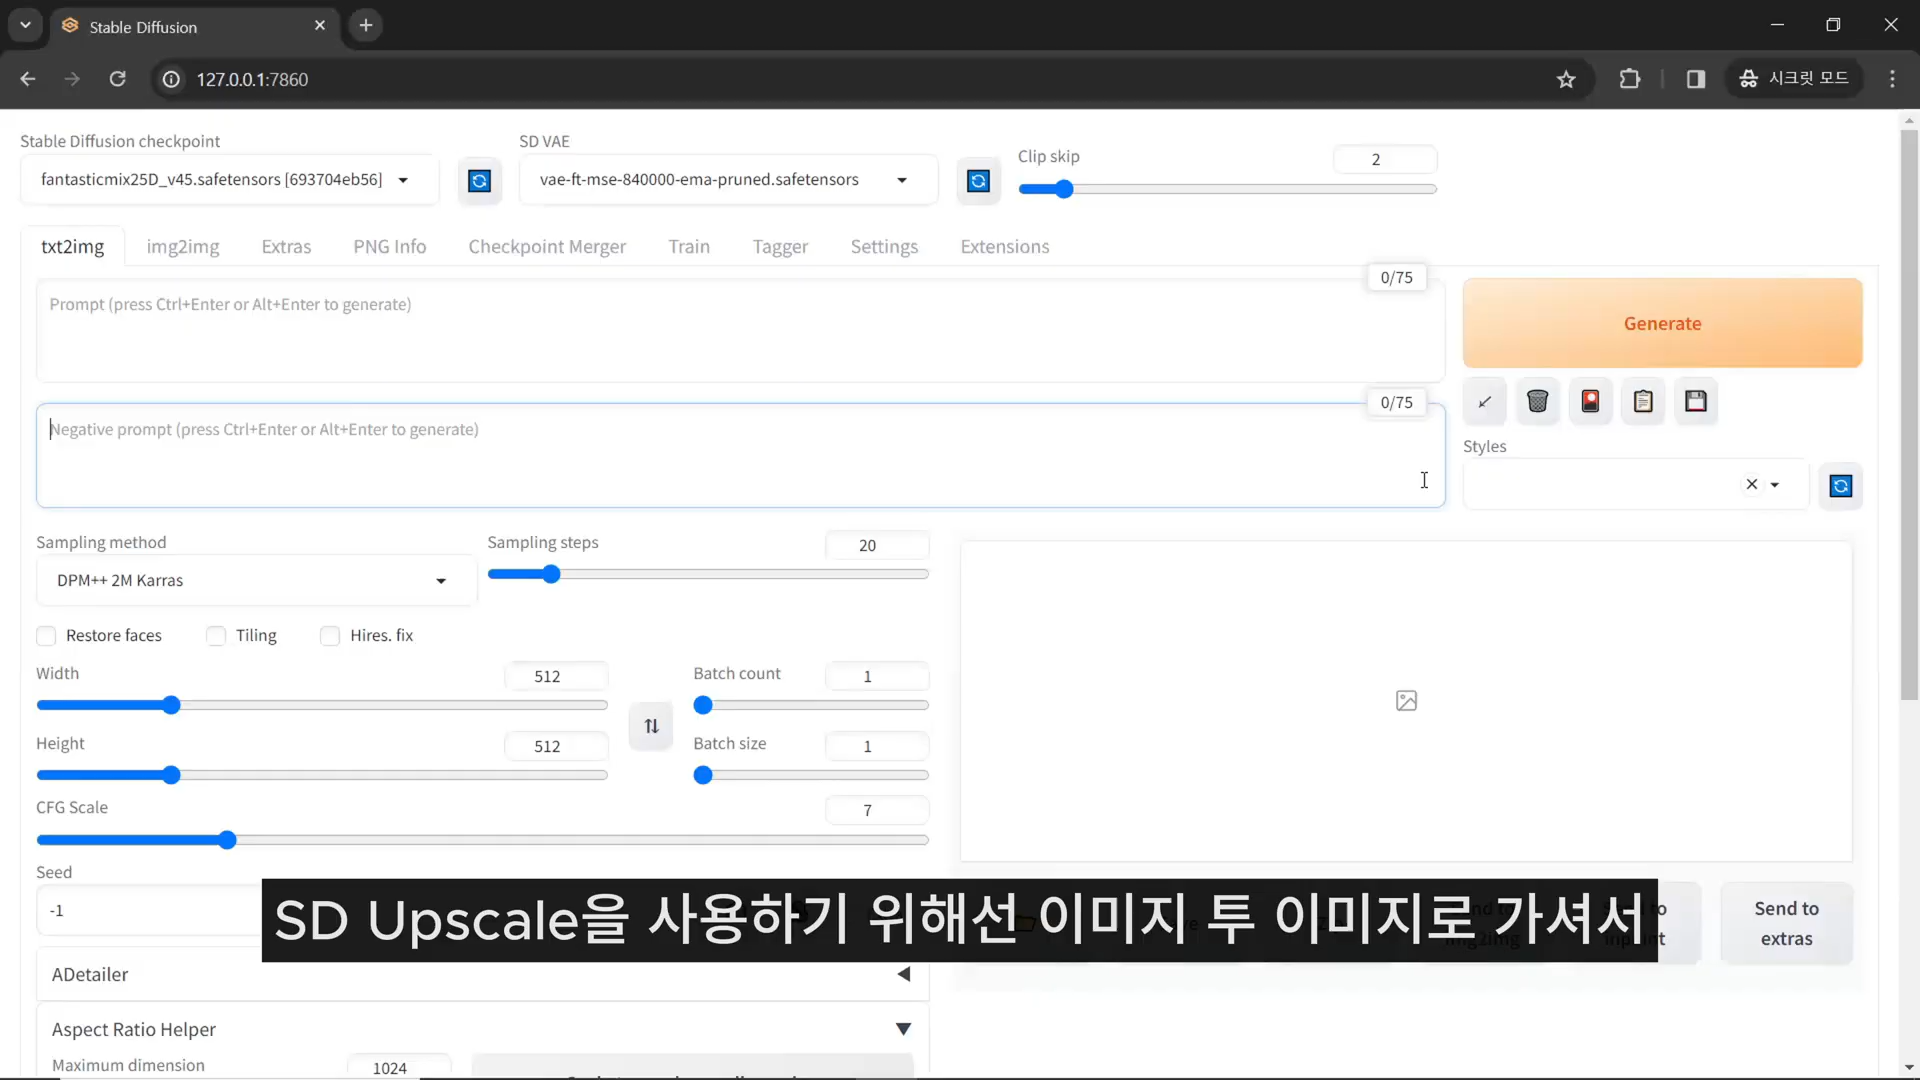 Stable Diffusion
127.0.0.1:7860
시크릿 모드
Stable Diffusion checkpoint
SD VAE
Clip skip
2
fantasticmix25D_v45.safetensors [693704eb56]
vae-ft-mse-840000-ema-pruned.safetensors
txt2img
img2img
Extras
PNG Info
Checkpoint Merger
Train
Tagger
Settings
Extensions
0/75
Prompt (press Ctrl+Enter or Alt+Enter to generate)
Generate
0/75
Negative prompt (press Ctrl+Enter or Alt+Enter to generate)
Styles
Sampling method
Sampling steps
20
DPM++ 2M Karras
Restore faces
Tiling
Hires. fix
Width
512
Batch count
1
Height
512
Batch size
1
CFG Scale
7
Seed
-1
SD Upscale을 사용하기 위해선 이미지 투 이미지로 가셔서
Send to
extras
ADetailer
Aspect Ratio Helper
Maximum dimension
1024